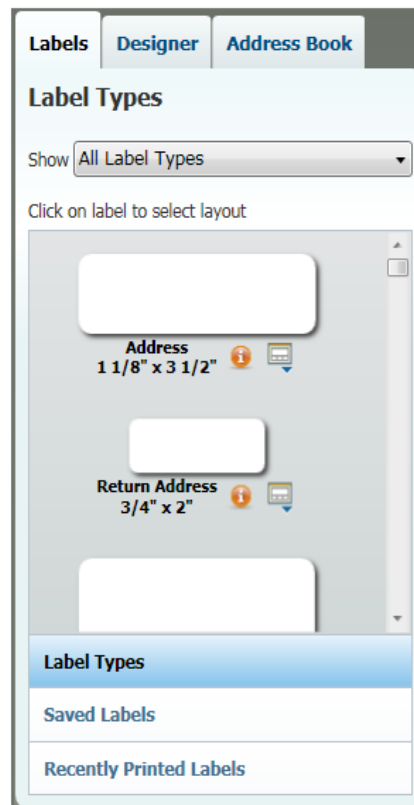 Labels Designer Address Book
Label Types
Show All Label Types
Click on label to select layout
Address
1 1/8" x 3 1/2"
Return Address
3/4" x 2"
Label Types
Saved Labels
Recently Printed Labels